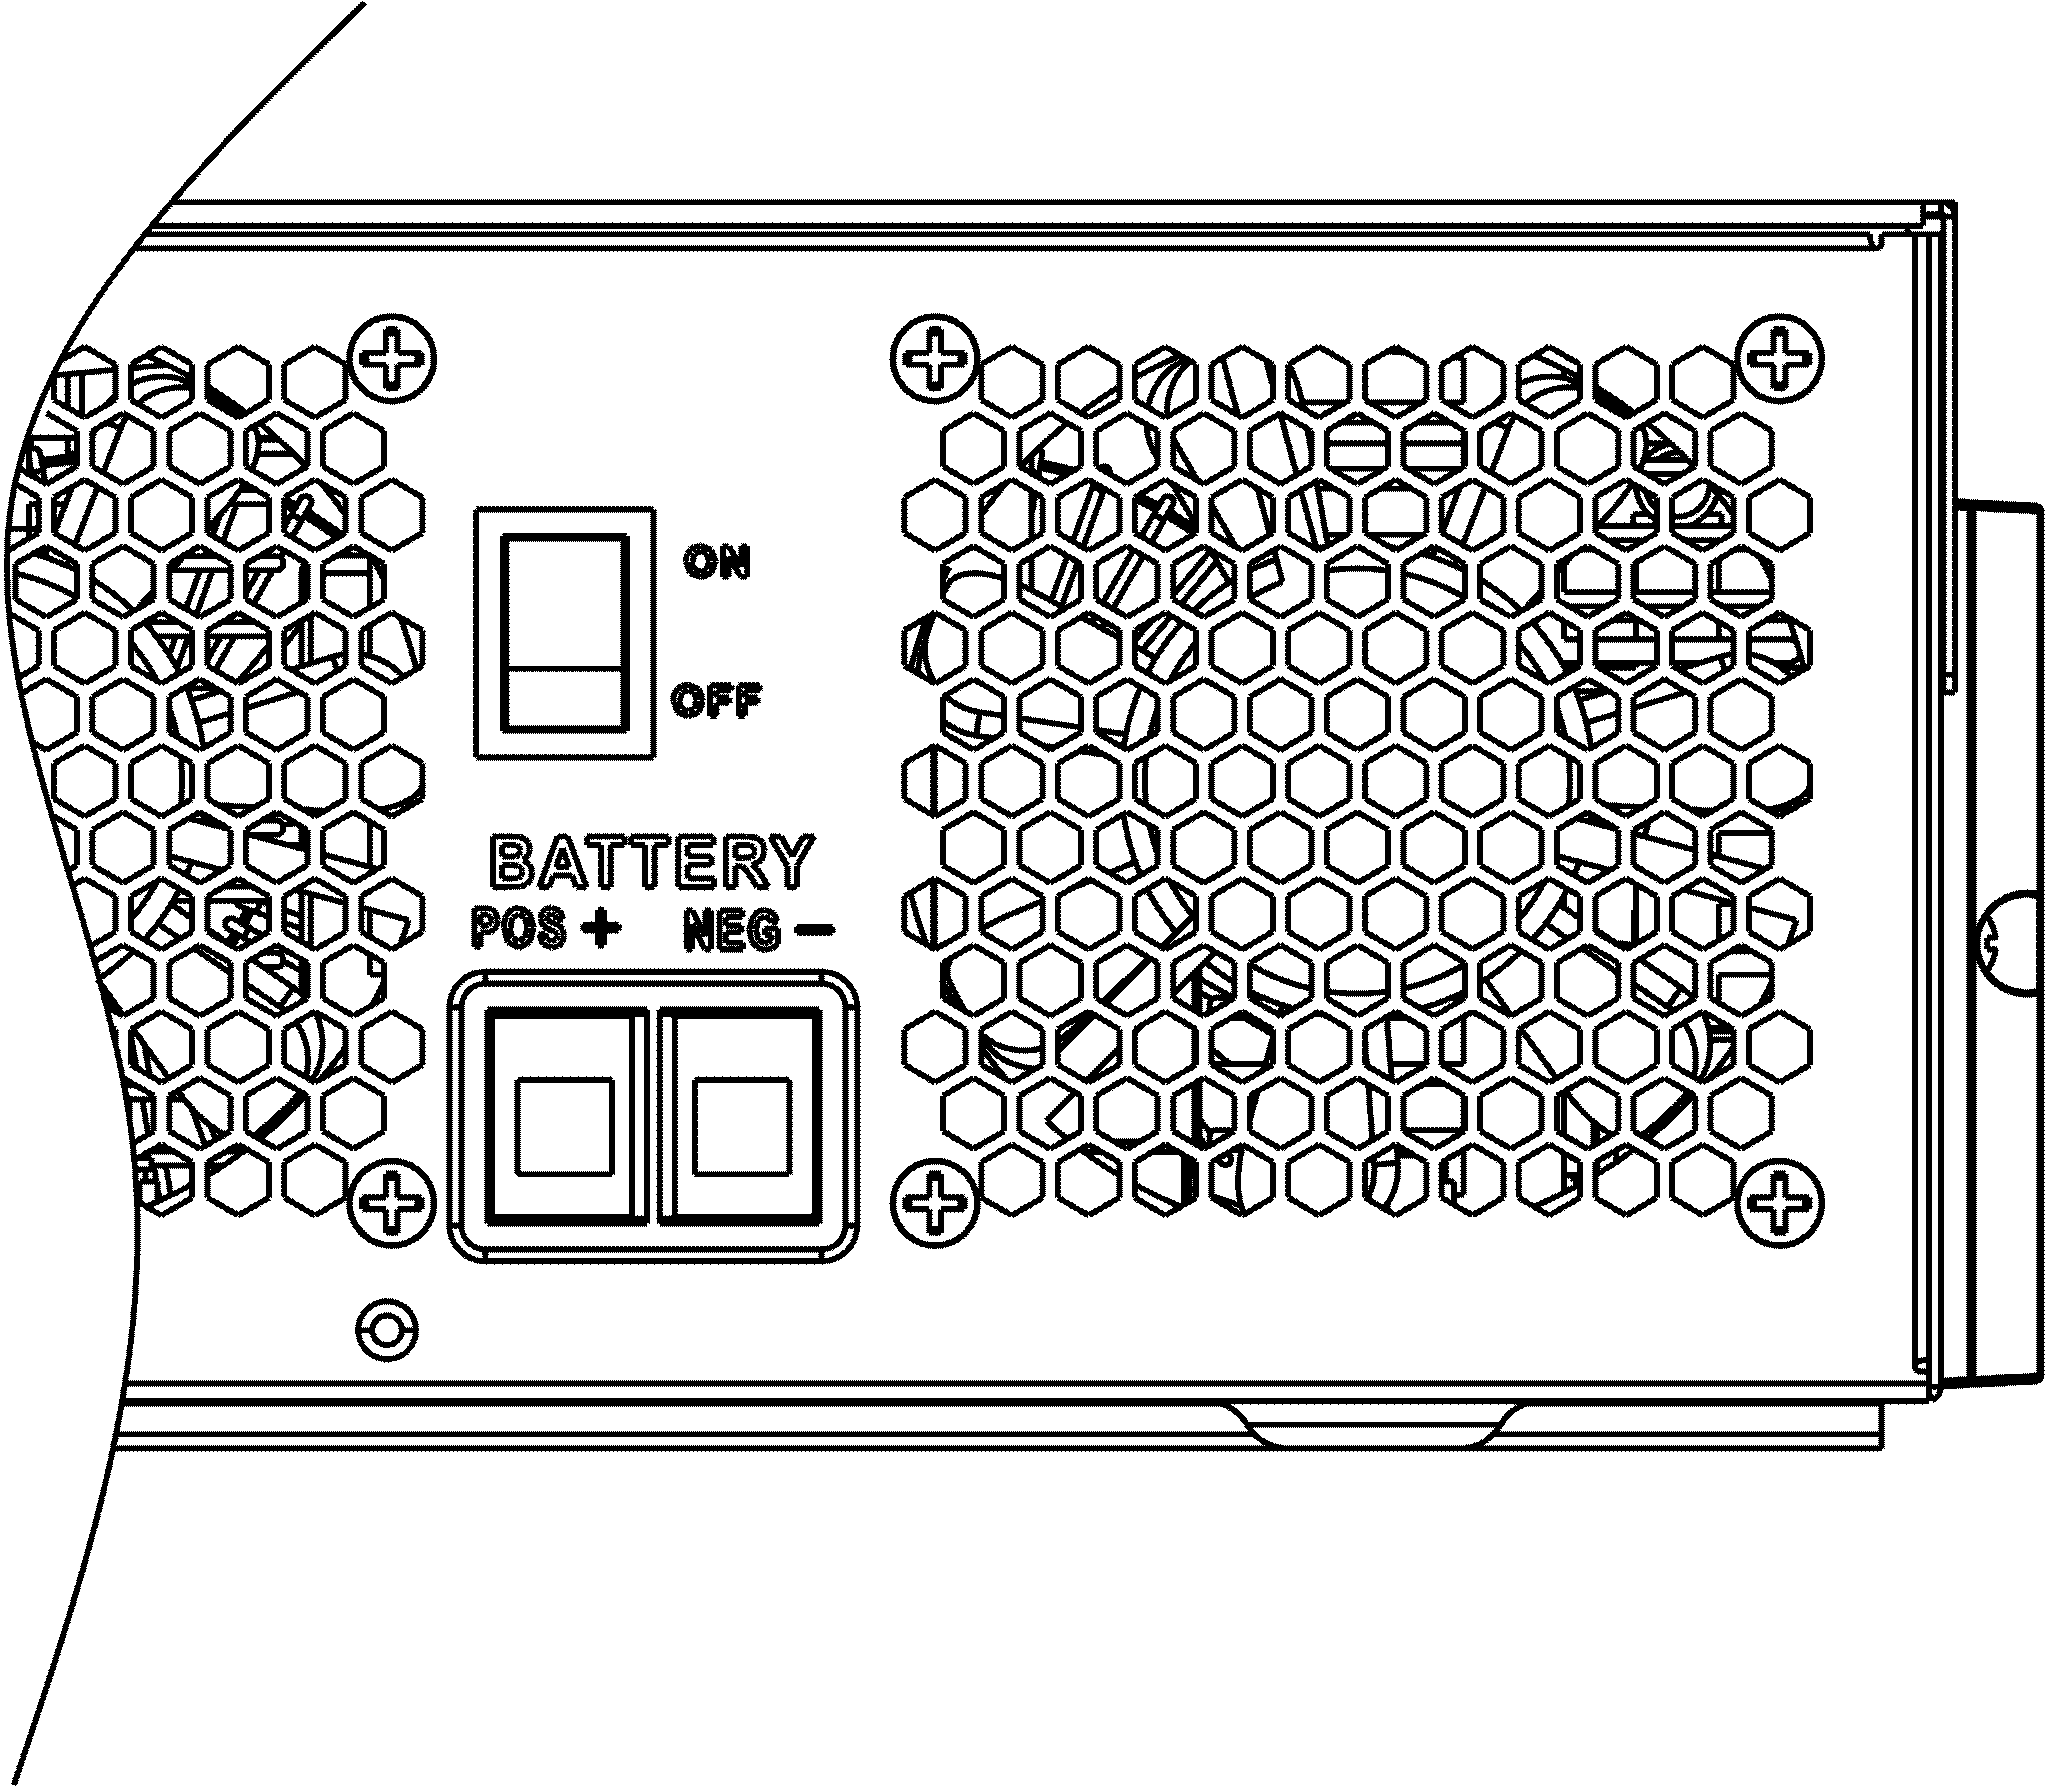 ON
OFF
BATTERY
POS + NEG −